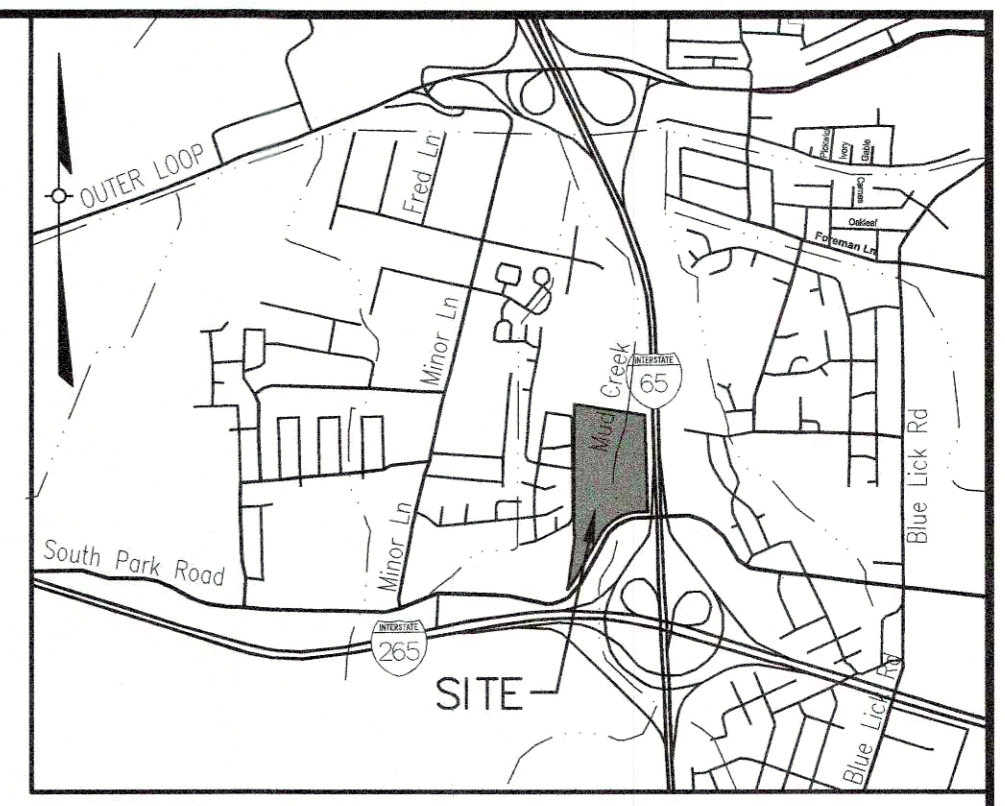 OUTER LOOP
Fred Ln
Pickerel
Ivory
Gable
Camas
Oakleaf
Foreman Ln
Minor Ln
Mud Creek
INTERSTATE
65
Blue Lick Rd
Minor Ln
South Park Road
INTERSTATE
265
SITE
Blue Lick Rd